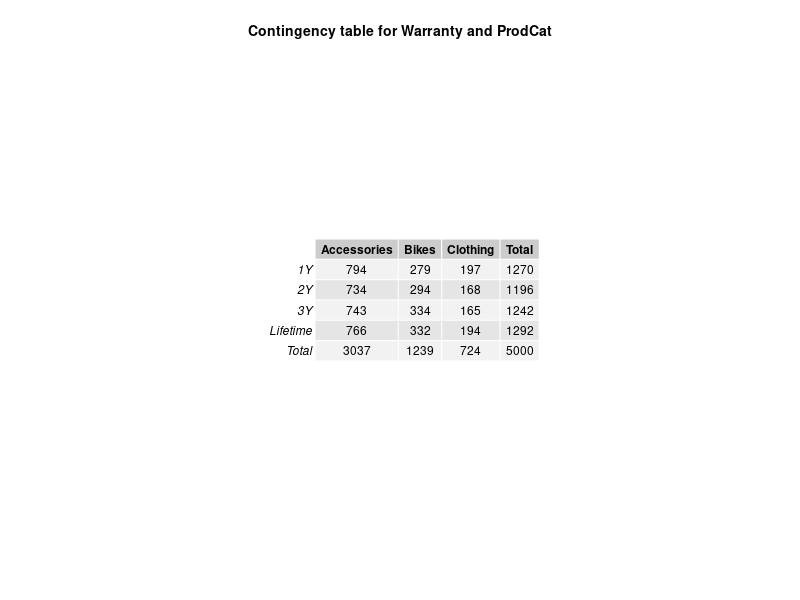 Contingency table for Warranty and ProdCat
Accessories Bikes Clothing Total
1Y 794 279 197 1270
2Y 734 294 168 1196
3Y 743 334 165 1242
Lifetime 766 332 194 1292
Total 3037 1239 724 5000